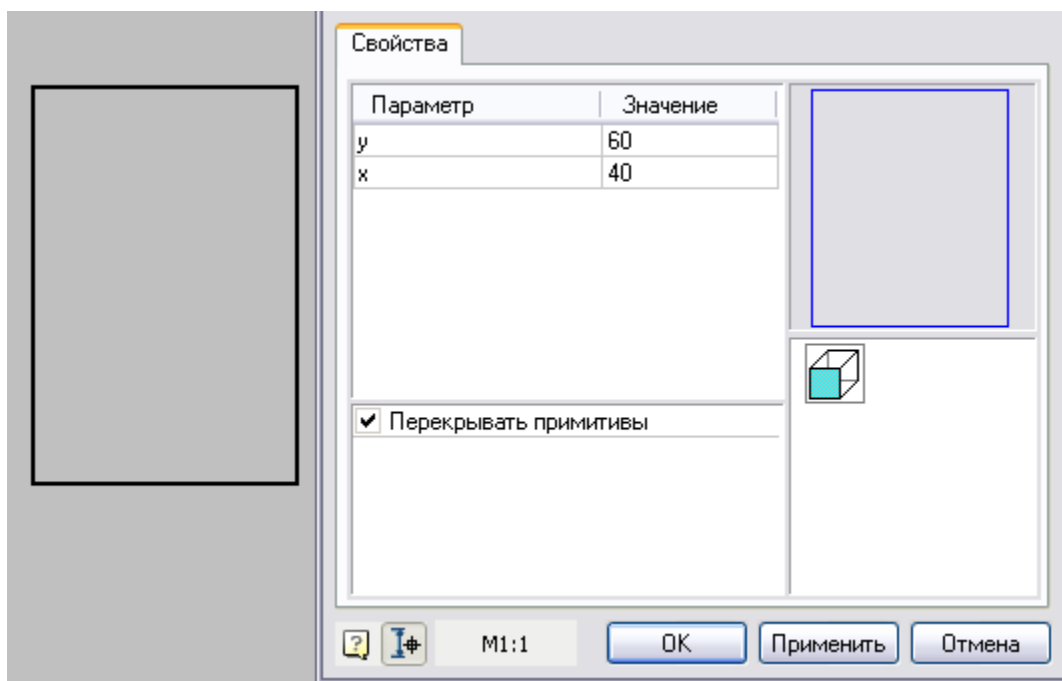 Свойства
Параметр Значение
y 60
x 40
Перекрывать примитивы
M1:1 OK Применить Отмена